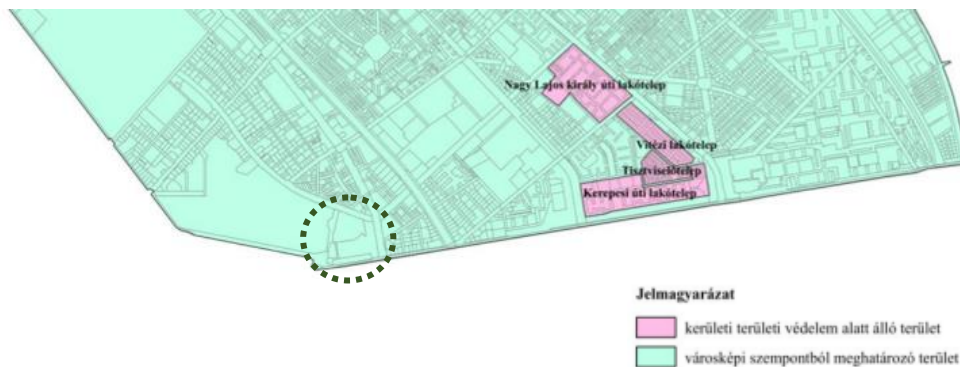 Nagy Lajos király úti lakótelep
Vitézi lakótelep
Tisztviselőtelep
Kerepesi úti lakótelep
Jelmagyarázat
kerületi területi védelem alatt álló terület
városképi szempontból meghatározó terület